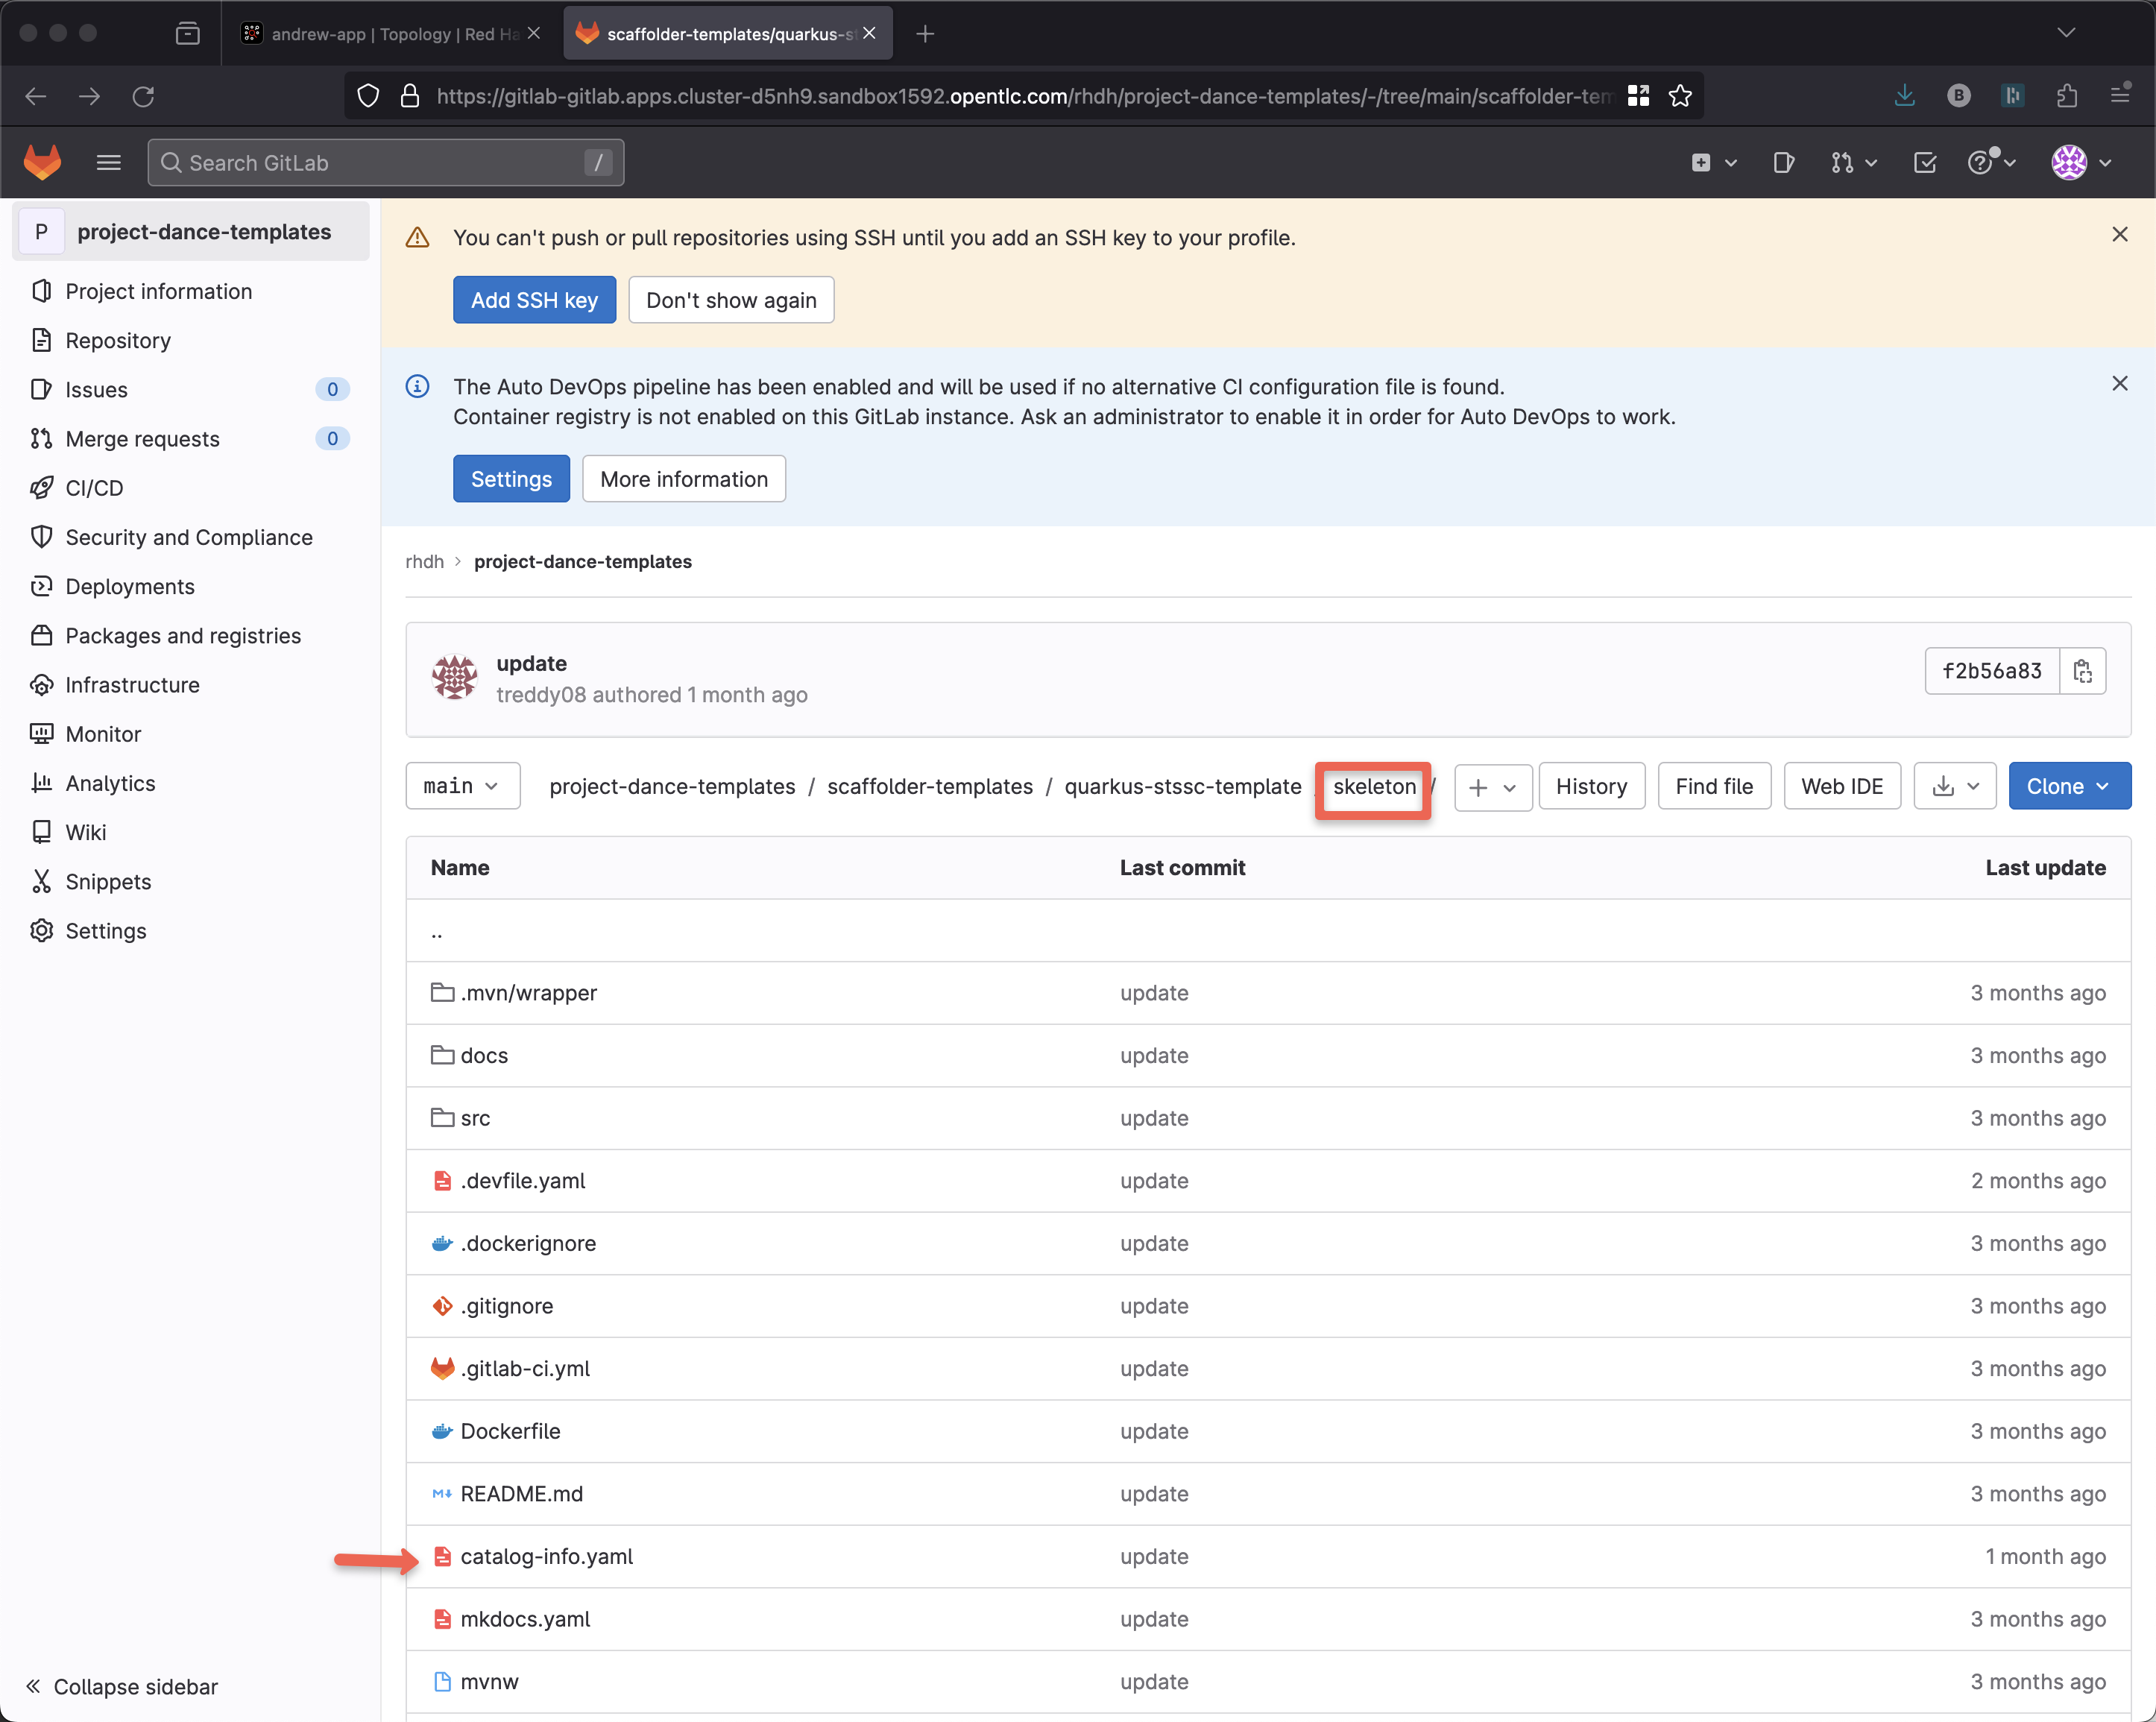 andrew-app | Topology | Red Ha
scaffolder-templates/quarkus-st
https://gitlab-gitlab.apps.cluster-d5nh9.sandbox1592.opentlc.com/rhdh/project-dance-templates/-/tree/main/scaffolder-tem
B
Search GitLab
/
P
project-dance-templates
Project information
Repository
Issues 0
Merge requests 0
CI/CD
Security and Compliance
Deployments
Packages and registries
Infrastructure
Monitor
Analytics
Wiki
Snippets
Settings
Collapse sidebar
You can't push or pull repositories using SSH until you add an SSH key to your profile.
Add SSH key Don't show again
The Auto DevOps pipeline has been enabled and will be used if no alternative CI configuration file is found.
Container registry is not enabled on this GitLab instance. Ask an administrator to enable it in order for Auto DevOps to work.
Settings More information
rhdh > project-dance-templates
update
treddy08 authored 1 month ago
f2b56a83
main project-dance-templates / scaffolder-templates / quarkus-stssc-template skeleton / + History Find file Web IDE Clone
Name Last commit Last update
..
.mvn/wrapper update 3 months ago
docs update 3 months ago
src update 3 months ago
.devfile.yaml update 2 months ago
.dockerignore update 3 months ago
.gitignore update 3 months ago
.gitlab-ci.yml update 3 months ago
Dockerfile update 3 months ago
README.md update 3 months ago
catalog-info.yaml update 1 month ago
mkdocs.yaml update 3 months ago
mvnw update 3 months ago